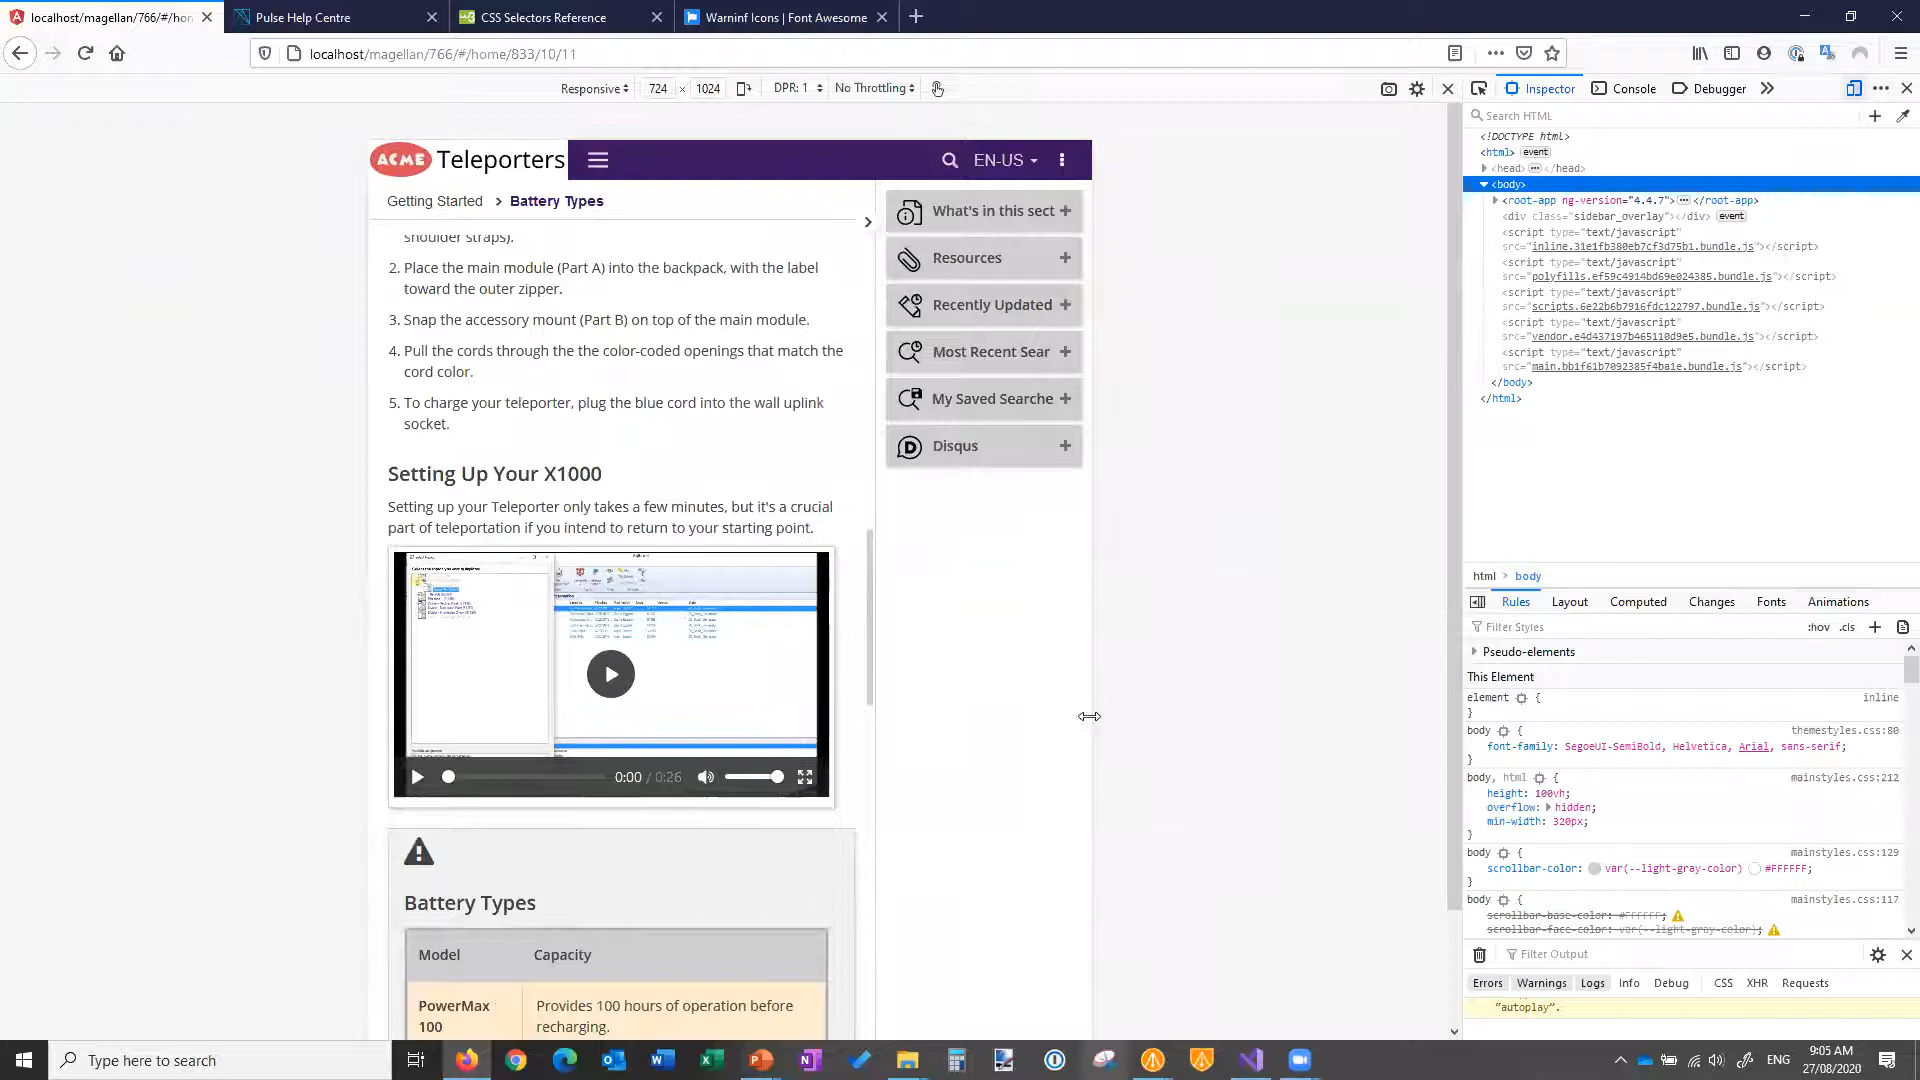 localhost/magellan/766/#/hon
Pulse Help Centre
CSS Selectors Reference
Warninf Icons | Font Awesome
localhost/magellan/766/#/home/833/10/11
Responsive
724 × 1024
DPR: 1
No Throttling
Inspector
Console
Debugger
ACME Teleporters
EN-US
Getting Started > Battery Types
shoulder straps).
2. Place the main module (Part A) into the backpack, with the label
toward the outer zipper.
3. Snap the accessory mount (Part B) on top of the main module.
4. Pull the cords through the the color-coded openings that match the
cord color.
5. To charge your teleporter, plug the blue cord into the wall uplink
socket.
Setting Up Your X1000
Setting up your Teleporter only takes a few minutes, but it's a crucial
part of teleportation if you intend to return to your starting point.
0:00 / 0:26
Battery Types
Model Capacity
PowerMax
100
Provides 100 hours of operation before
recharging.
What's in this sect +
Resources +
Recently Updated +
Most Recent Sear +
My Saved Searche +
Disqus +
Search HTML
<!DOCTYPE html>
<html> event
<head> </head>
<body>
<root-app ng-version="4.4.7"> </root-app>
<div class="sidebar_overlay"></div> event
<script type="text/javascript"
src="inline.31e1fb380eb7cf3d75b1.bundle.js"></script>
<script type="text/javascript"
src="polyfills.ef59c4914bd69e024385.bundle.js"></script>
<script type="text/javascript"
src="scripts.6e22b6b7916fdc122797.bundle.js"></script>
<script type="text/javascript"
src="vendor.e4d437197b465110d9e5.bundle.js"></script>
<script type="text/javascript"
src="main.bb1f61b7092385f4ba1e.bundle.js"></script>
</body>
</html>
html > body
Rules
Layout
Computed
Changes
Fonts
Animations
Filter Styles
:hov .cls
Pseudo-elements
This Element
element {
inline
}
body {
themestyles.css:80
font-family: SegoeUI-SemiBold, Helvetica, Arial, sans-serif;
}
body, html {
mainstyles.css:212
height: 100vh;
overflow: hidden;
min-width: 320px;
}
body {
mainstyles.css:129
scrollbar-color: var(--light-gray-color) #FFFFFF;
}
body {
mainstyles.css:117
scrollbar-base-color: #FFFFFF;
scrollbar-face-color: var(--light-gray-color);
Filter Output
Errors
Warnings
Logs
Info
Debug
CSS
XHR
Requests
"autoplay".
Type here to search
ENG
9:05 AM
27/08/2020